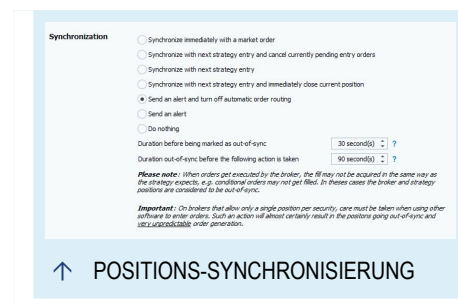 Synchronization
Synchronize immediately with a market order
Synchronize with next strategy entry and cancel currently pending entry orders
Synchronize with next strategy entry
Synchronize with next strategy entry and immediately close current position
Send an alert and turn off automatic order routing
Send an alert
Do nothing
Duration before being marked as out-of-sync 30 second(s) ?
Duration out-of-sync before the following action is taken 90 second(s) ?
Please note: When orders get executed by the broker, the fill may not be acquired in the same way as
the strategy expects, e.g. conditional orders may not get filled. In theses cases the broker and strategy
positions are considered to be out-of-sync.
Important: On brokers that allow only a single position per security, care must be taken when using other
software to enter orders. Such an action will almost certainly result in the positons going out-of-sync and
very unpredictable order generation.
POSITIONS-SYNCHRONISIERUNG